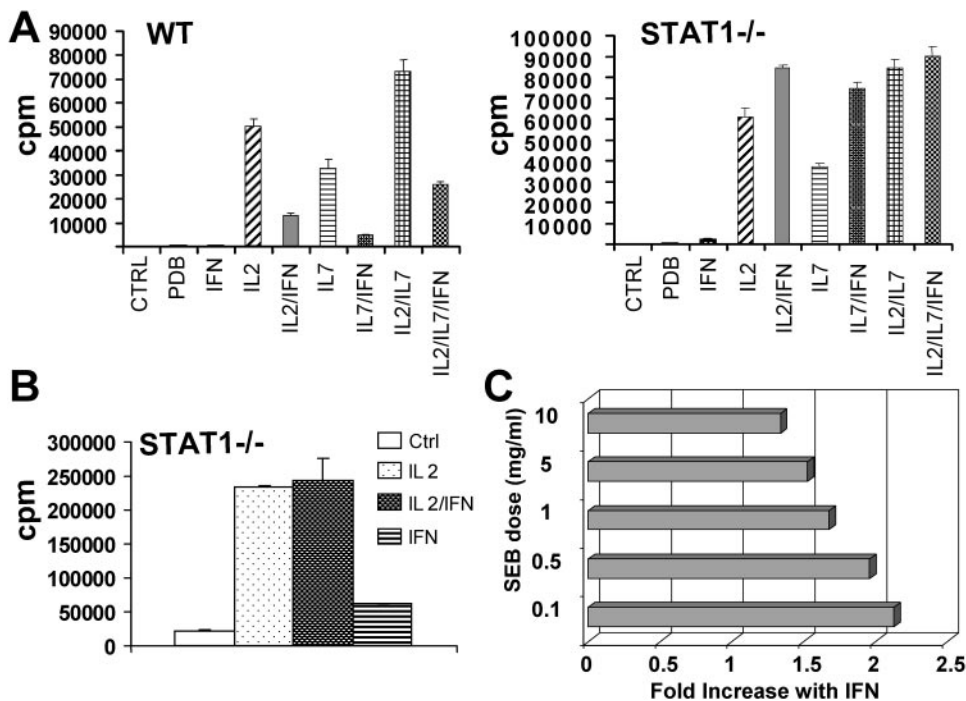 A
WT
cpm
90000
80000
70000
60000
50000
40000
30000
20000
10000
CTRL
PDB
IFN
IL2
IL2/IFN
IL7
IL7/IFN
IL2/IL7
IL2/IL7/IFN
STAT1-/-
cpm
100000
90000
80000
70000
60000
50000
40000
30000
20000
10000
CTRL
PDB
IFN
IL2
IL2/IFN
IL7
IL7/IFN
IL2/IL7
IL2/IL7/IFN
B
STAT1-/-
cpm
300000
250000
200000
150000
100000
50000
0
Ctrl
IL 2
IL 2/IFN
IFN
C
SEB dose (mg/ml)
10
5
1
0.5
0.1
0 0.5 1 1.5 2 2.5
Fold Increase with IFN